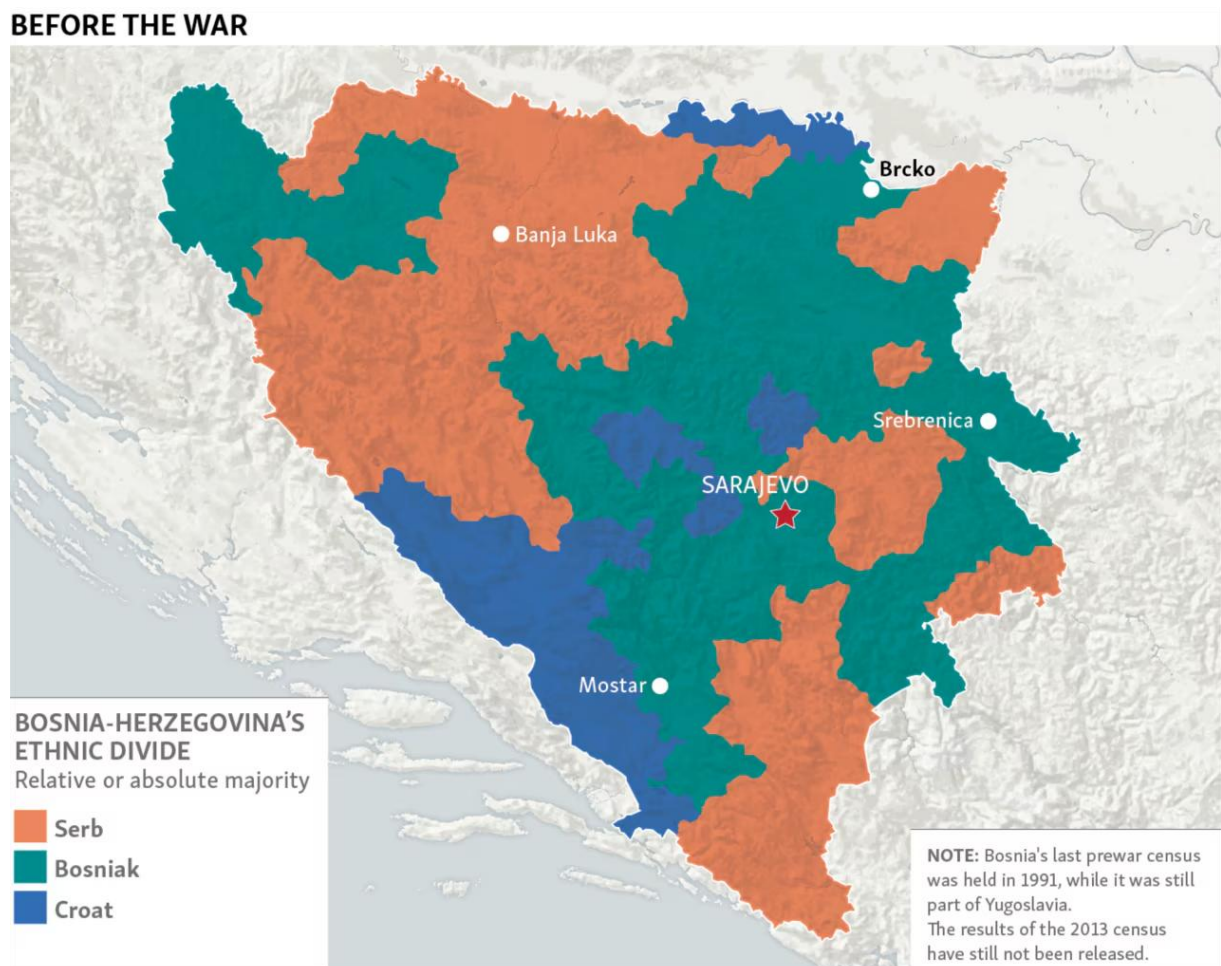 BEFORE THE WAR
Brcko
Banja Luka
Srebrenica
SARAJEVO
Mostar
BOSNIA-HERZEGOVINA'S
ETHNIC DIVIDE
Relative or absolute majority
Serb
Bosniak
Croat
NOTE: Bosnia's last prewar census
was held in 1991, while it was still
part of Yugoslavia.
The results of the 2013 census
have still not been released.